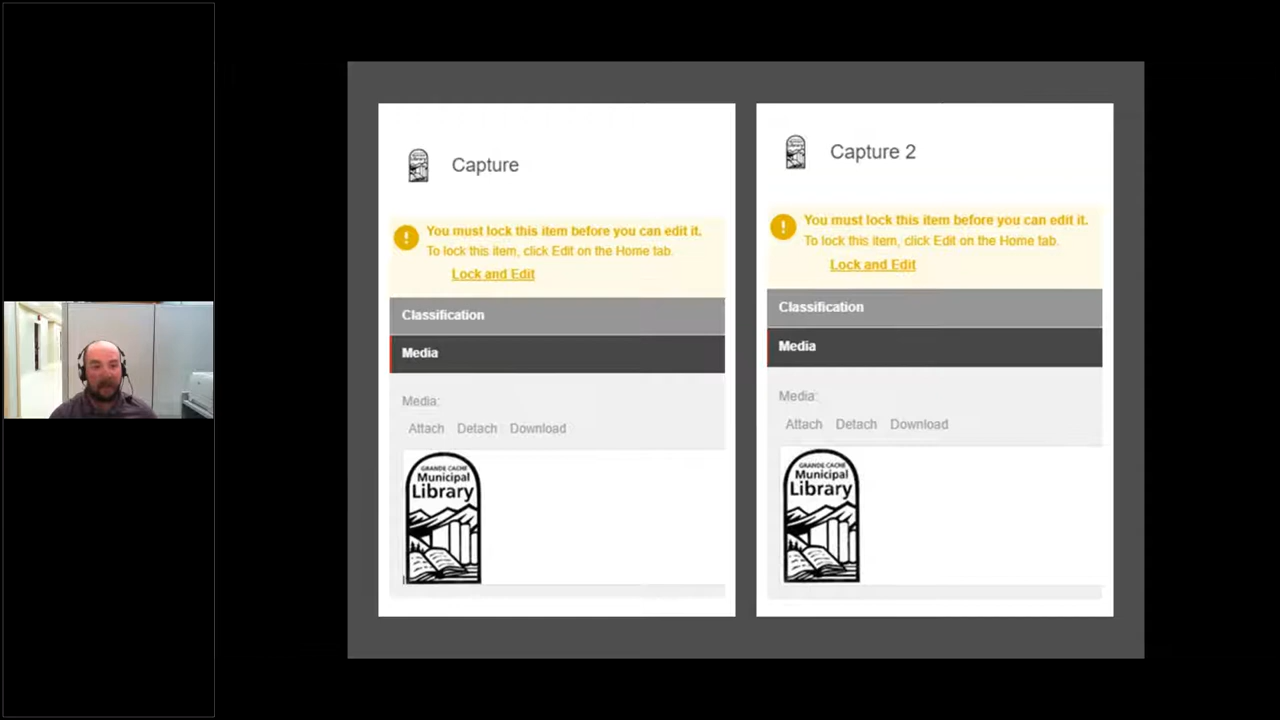 Capture
You must lock this item before you can edit it.
To lock this item, click Edit on the Home tab.
Lock and Edit
Classification
Media
Media:
Attach Detach Download
GRANDE CACHE
Municipal
Library
Capture 2
You must lock this item before you can edit it.
To lock this item, click Edit on the Home tab.
Lock and Edit
Classification
Media
Media:
Attach Detach Download
GRANDE CACHE
Municipal
Library